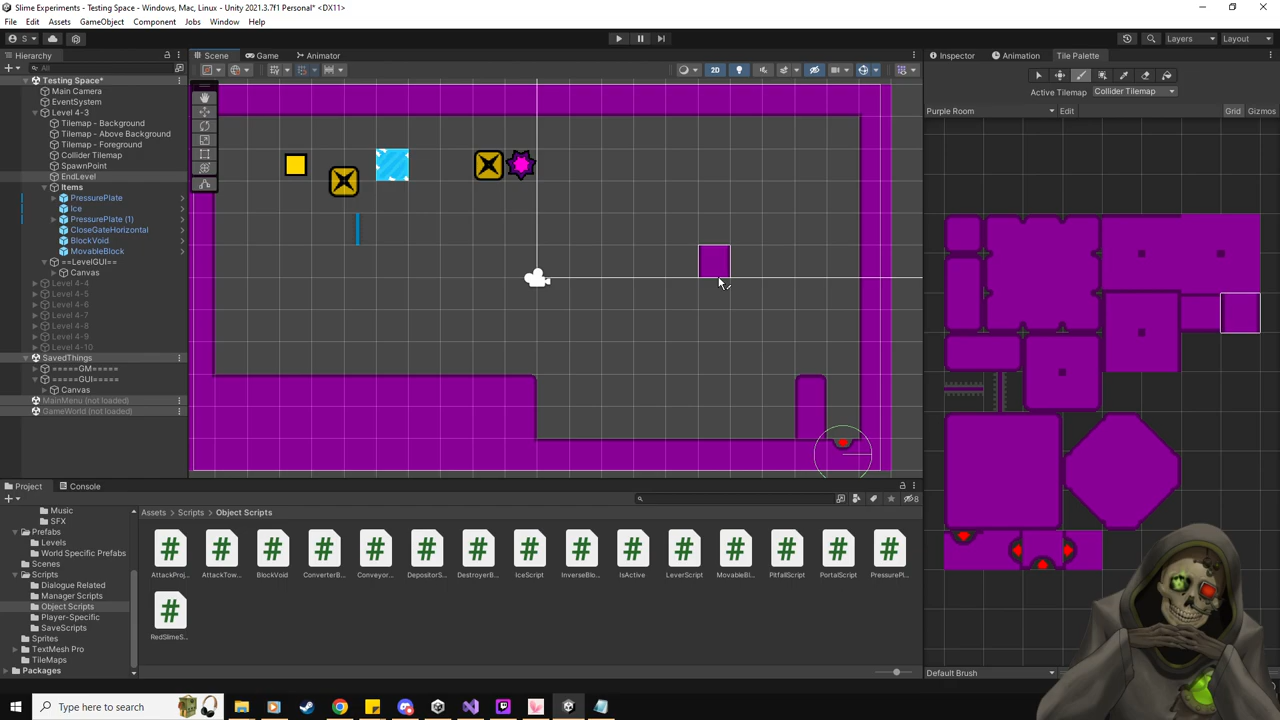 Slime Experiments - Testing Space - Windows, Mac, Linux - Unity 2021.3.7f1 Personal* <DX11>
File Edit Assets GameObject Component Jobs Window Help
S
Layers Layout
Hierarchy
Scene Game Animator
Inspector Animation Tile Palette
All
2D
Testing Space*
Main Camera
EventSystem
Level 4-3
Tilemap - Background
Tilemap - Above Background
Tilemap - Foreground
Collider Tilemap
SpawnPoint
EndLevel
Items
PressurePlate
Ice
PressurePlate (1)
CloseGateHorizontal
BlockVoid
MovableBlock
==LevelGUI==
Canvas
Level 4-4
Level 4-5
Level 4-6
Level 4-7
Level 4-8
Level 4-9
Level 4-10
SavedThings
=====GM=====
=====GUI=====
Canvas
MainMenu (not loaded)
GameWorld (not loaded)
Active Tilemap Collider Tilemap
Purple Room Edit Grid Gizmos
Project Console
8
Music
SFX
Prefabs
Levels
World Specific Prefabs
Scenes
Scripts
Dialogue Related
Manager Scripts
Object Scripts
Player-Specific
SaveScripts
Sprites
TextMesh Pro
TileMaps
Packages
Assets > Scripts > Object Scripts
AttackProj... AttackTow... BlockVoid ConverterB... Conveyor... DepositorS... DestroyerB... IceScript InverseBlo... IsActive LeverScript MovableBl... PitfallScript PortalScript PressurePl...
RedSlimeS...
Default Brush
Type here to search